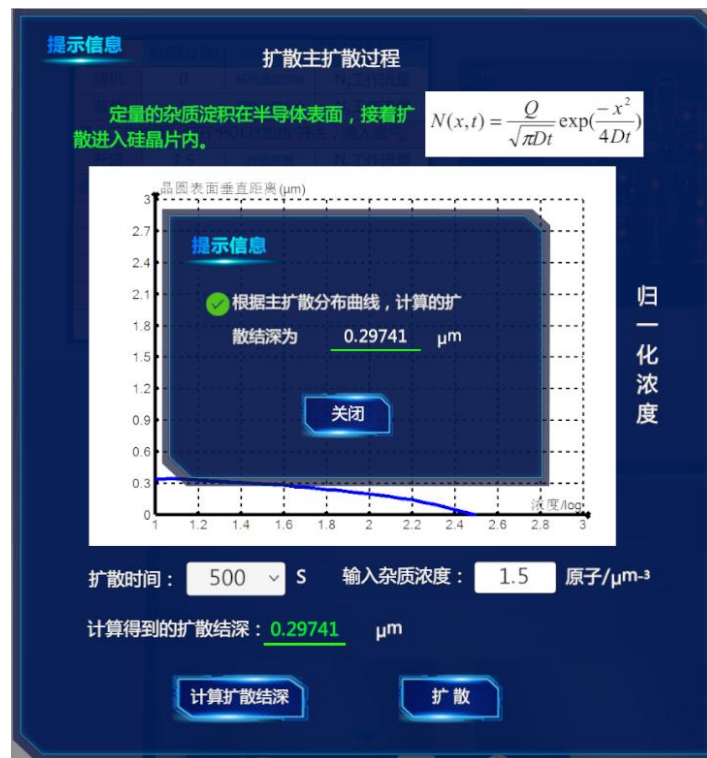 提示信息
扩散主扩散过程
定量的杂质淀积在半导体表面，接着扩
散进入硅晶片内。
N(x,t) = Q/√(πDt) exp(−x²/4Dt)
晶圆表面垂直距离(μm)
3
2.7
2.4
2.1
1.8
1.5
1.2
0.9
0.6
0.3
0
提示信息
根据主扩散分布曲线，计算的扩
散结深为 0.29741 μm
关闭
归一化浓度
浓度/log
1 1.2 1.4 1.6 1.8 2 2.2 2.4 2.6 2.8 3
扩散时间： 500 S 输入杂质浓度： 1.5 原子/μm-3
计算得到的扩散结深：0.29741 μm
计算扩散结深 扩 散